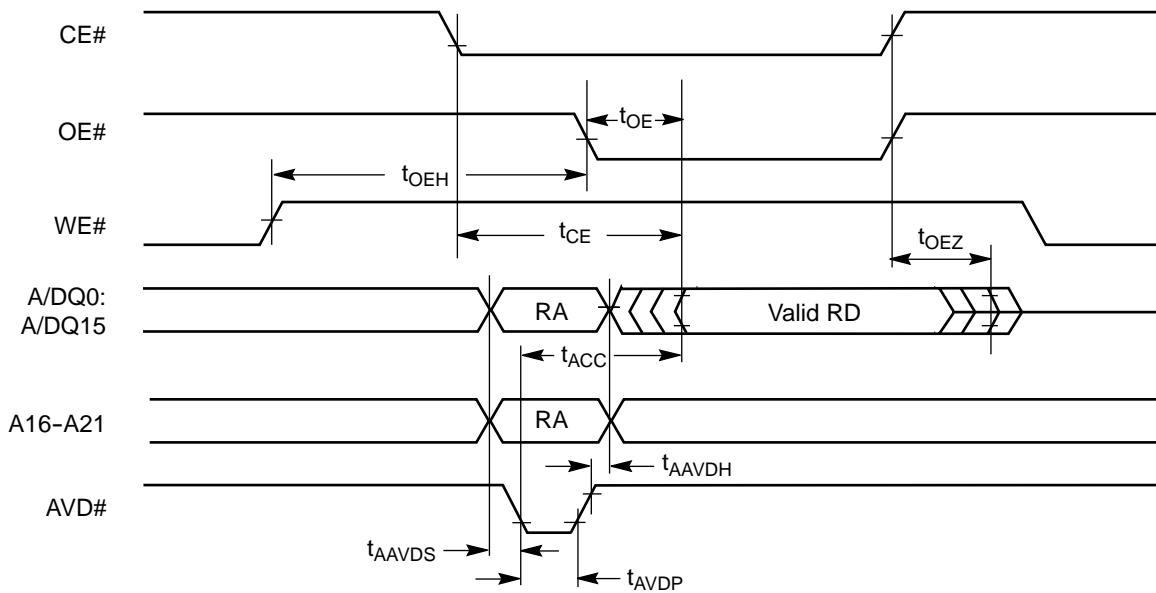 CE#
OE#
tOE
tOEH
WE#
tCE
tOEZ
A/DQ0:
A/DQ15
RA
Valid RD
tACC
A16-A21
RA
tAAVDH
AVD#
tAAVDS
tAVDP